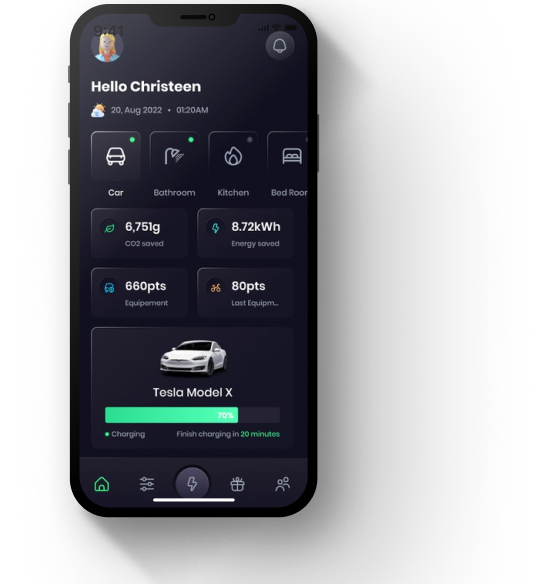 9:41
Hello Christeen
20, Aug 2022 • 01:20AM
Car Bathroom Kitchen Bed Roor
6,751g 8.72kWh
CO2 saved Energy saved
660pts 80pts
Equipement Last Equipm...
Tesla Model X
70%
Charging Finish charging in 20 minutes